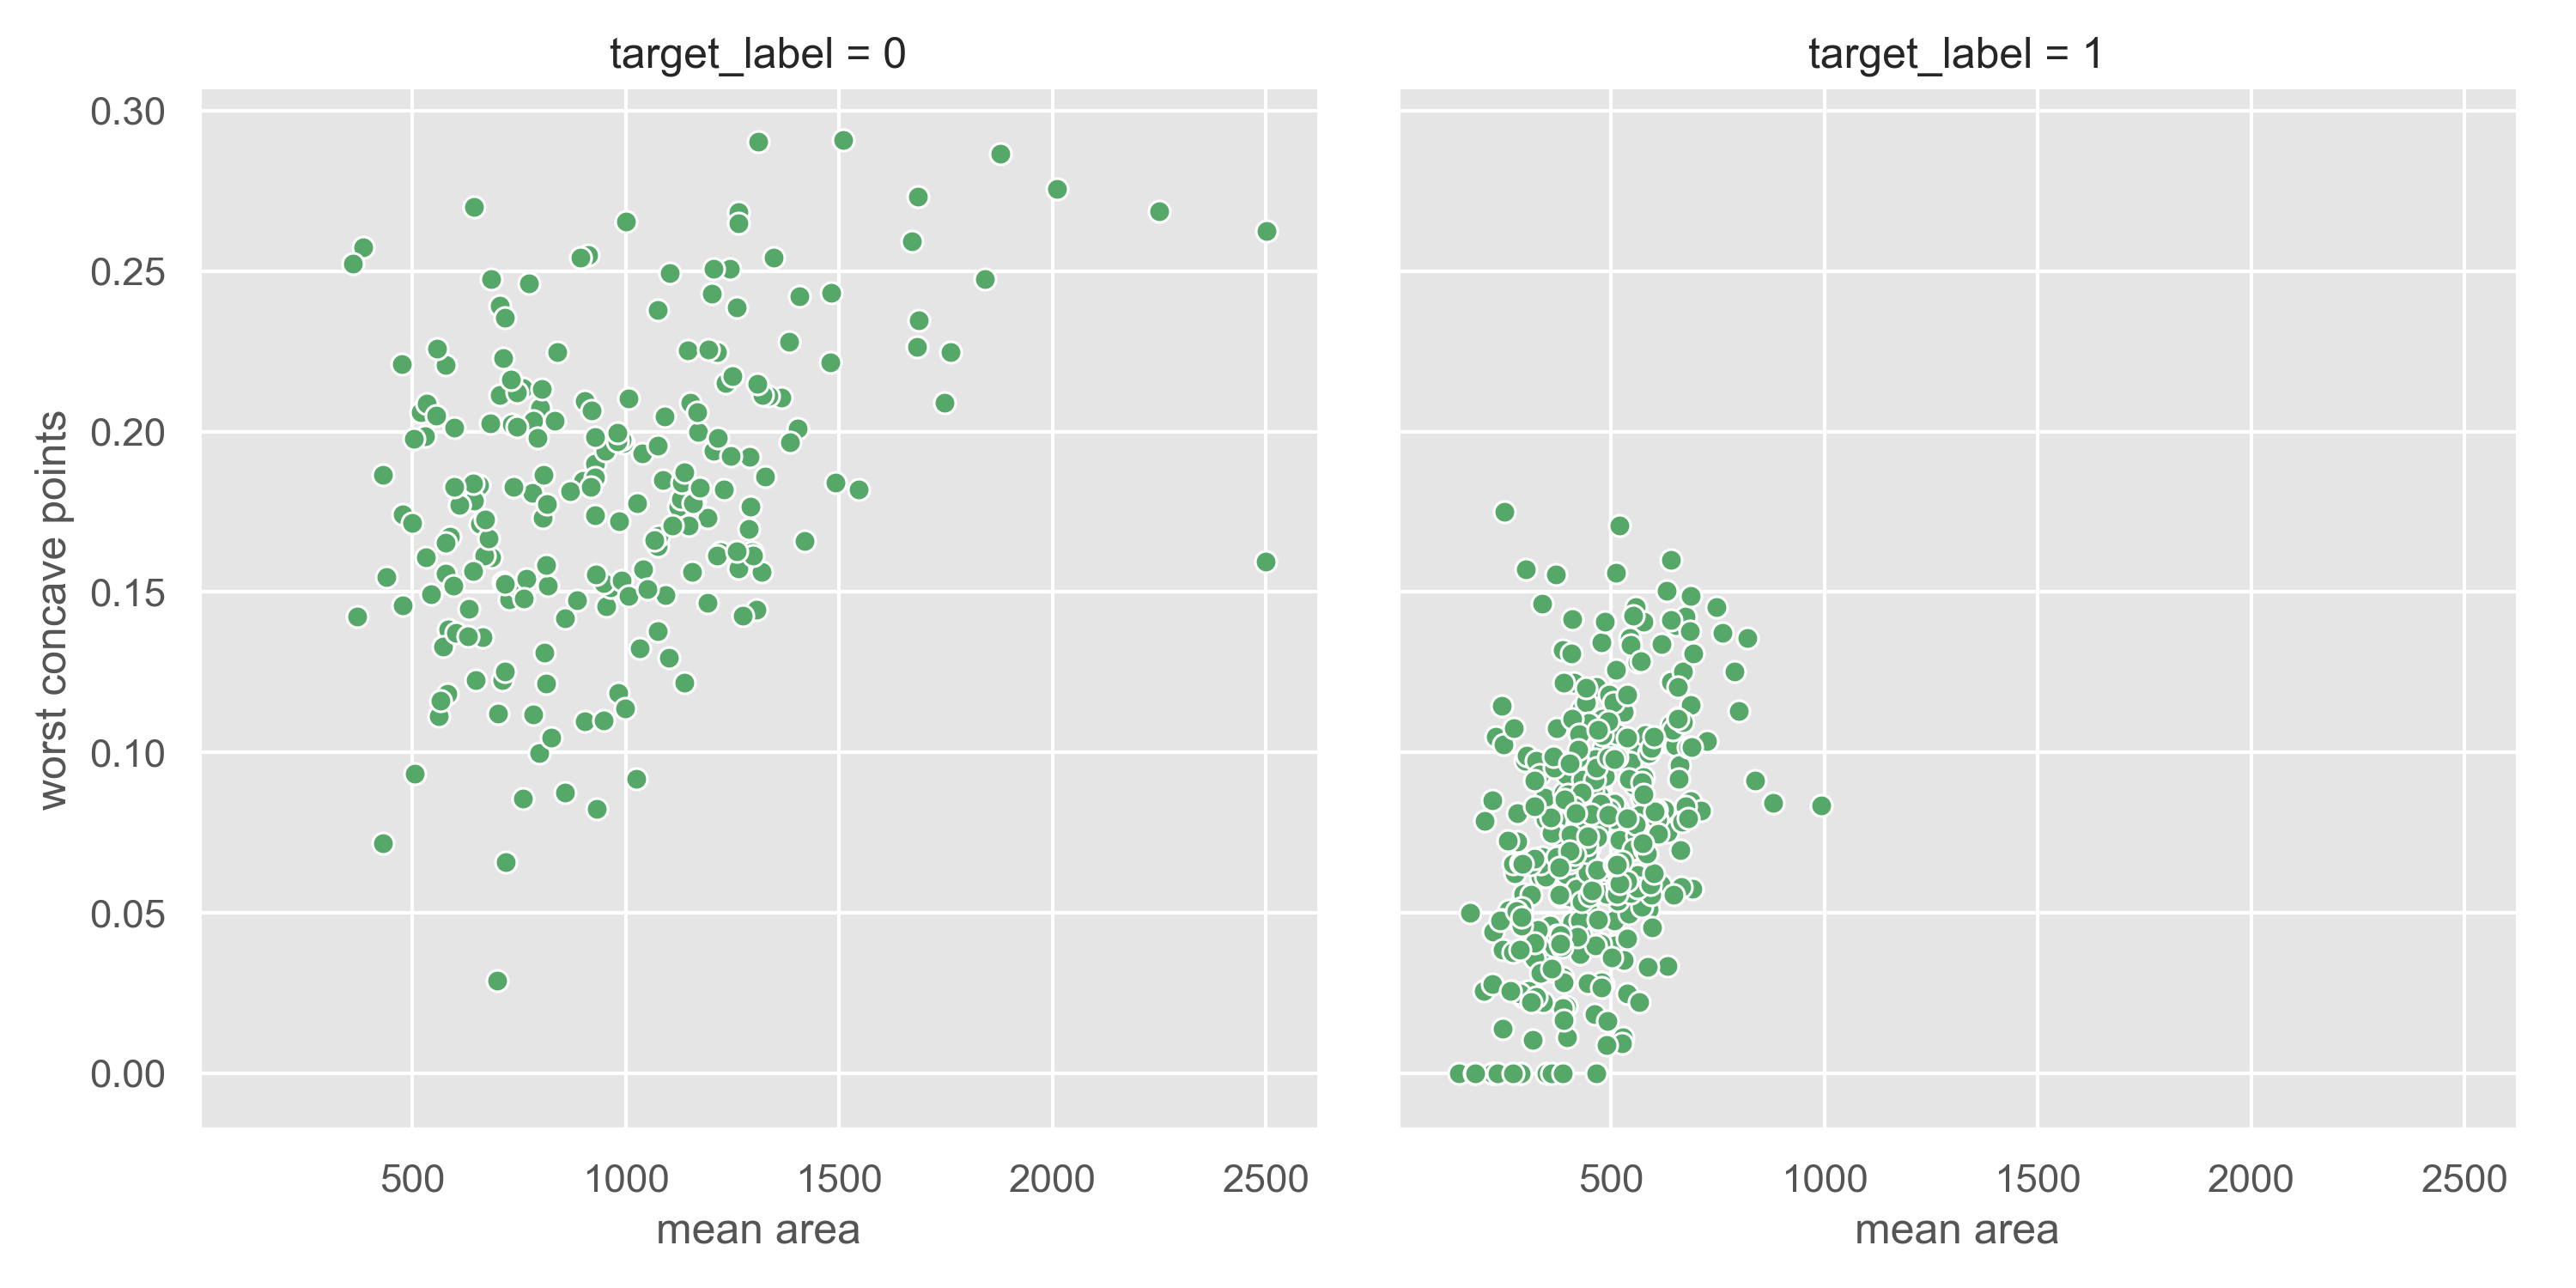 target_label = 0
target_label = 1
worst concave points
0.30
0.25
0.20
0.15
0.10
0.05
0.00
500 1000 1500 2000 2500
500 1000 1500 2000 2500
mean area
mean area